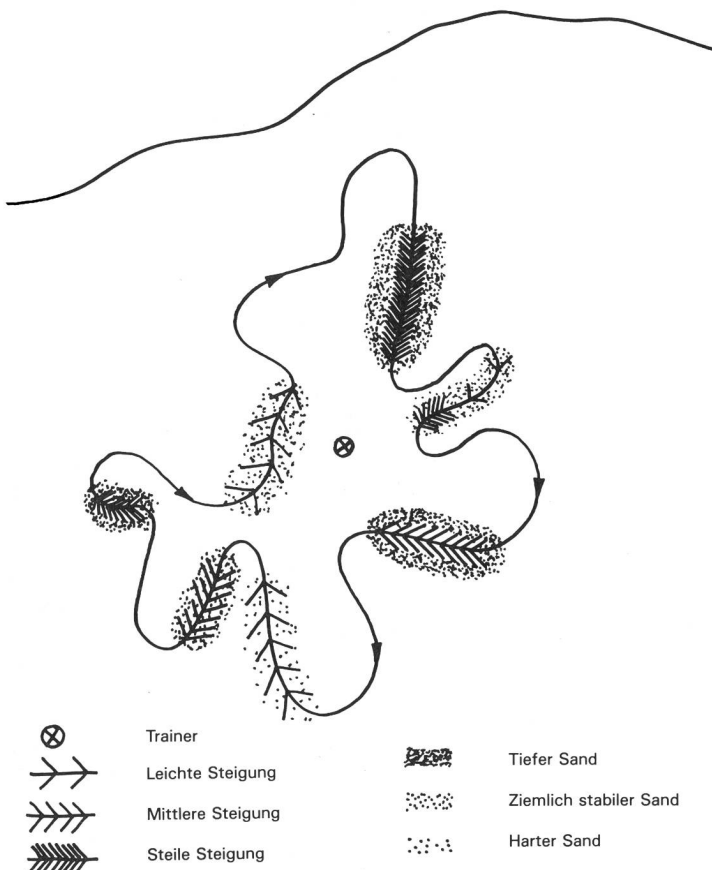 Trainer
Leichte Steigung
Mittlere Steigung
Steile Steigung
Tiefer Sand
Ziemlich stabiler Sand
Harter Sand